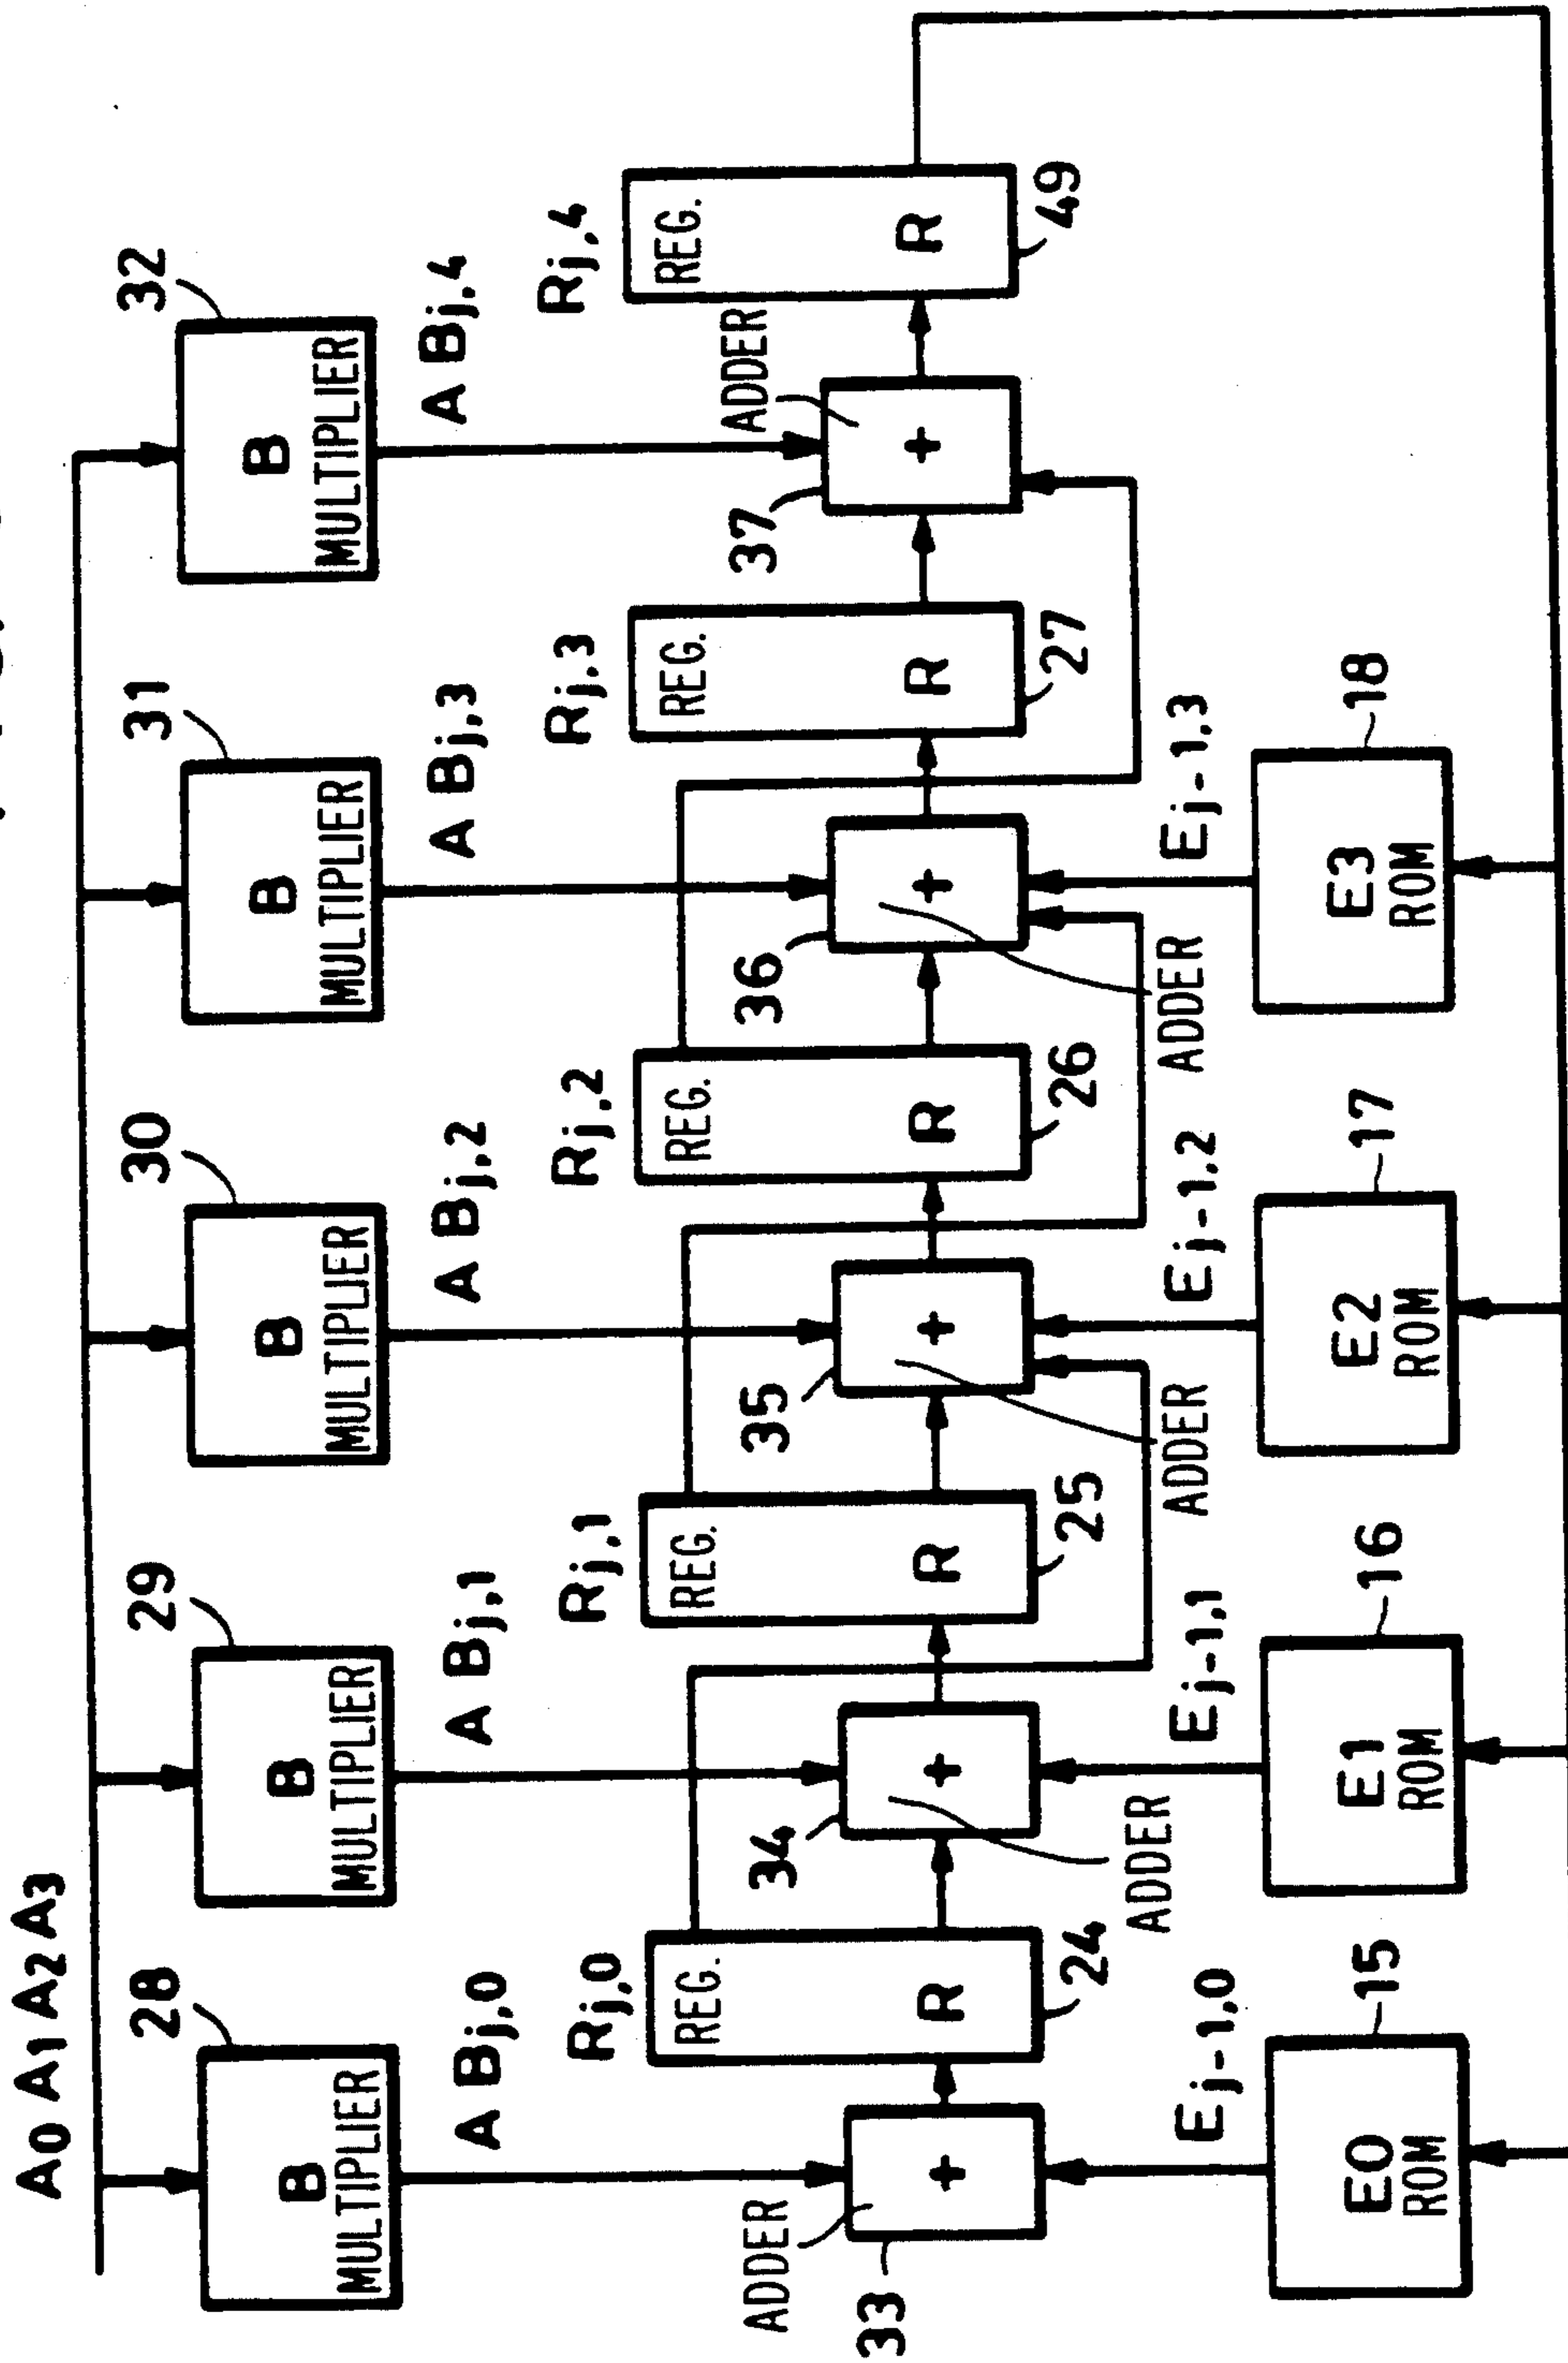 A0 A1 A2 A3
28 29 30 31 32
B B B B B
MULTIPLIER MULTIPLIER MULTIPLIER MULTIPLIER MULTIPLIER
A Bj,0 A Bj,1 A Bj,2 A Bj,3 A Bj,4
Rj,0 Rj,1 Rj,2 Rj,3 Rj,4
REG. REG. REG. REG. REG.
ADDER 34 35 36 37 ADDER
33 + R + R + R + R + R
24 25 26 27 49
ADDER ADDER ADDER
Ej-1,0 Ej-1,1 Ej-1,2 Ej-1,3
15 16 17 18
E0 E1 E2 E3
ROM ROM ROM ROM